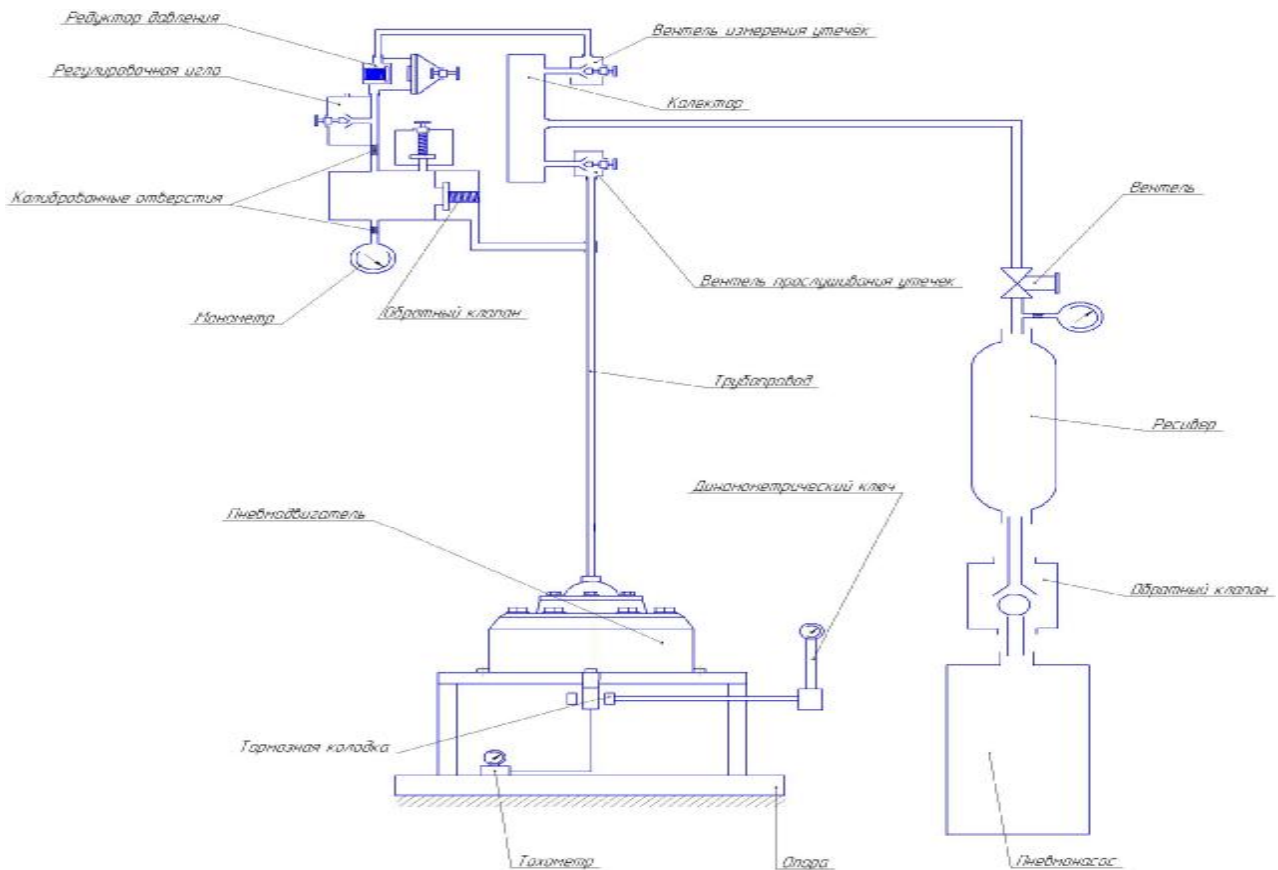 Редуктор давления
Вентель измерения утечек
Регулировочная игла
Колектор
Калиброванные отверстия
Вентель
Вентель прослушивания утечек
Манометр
Обратный клапан
Трубопровод
Ресивер
Динамометрический ключ
Пневмодвигатель
Обратный клапан
Тормозная колодка
Тахометр
Опора
Пневмонасос